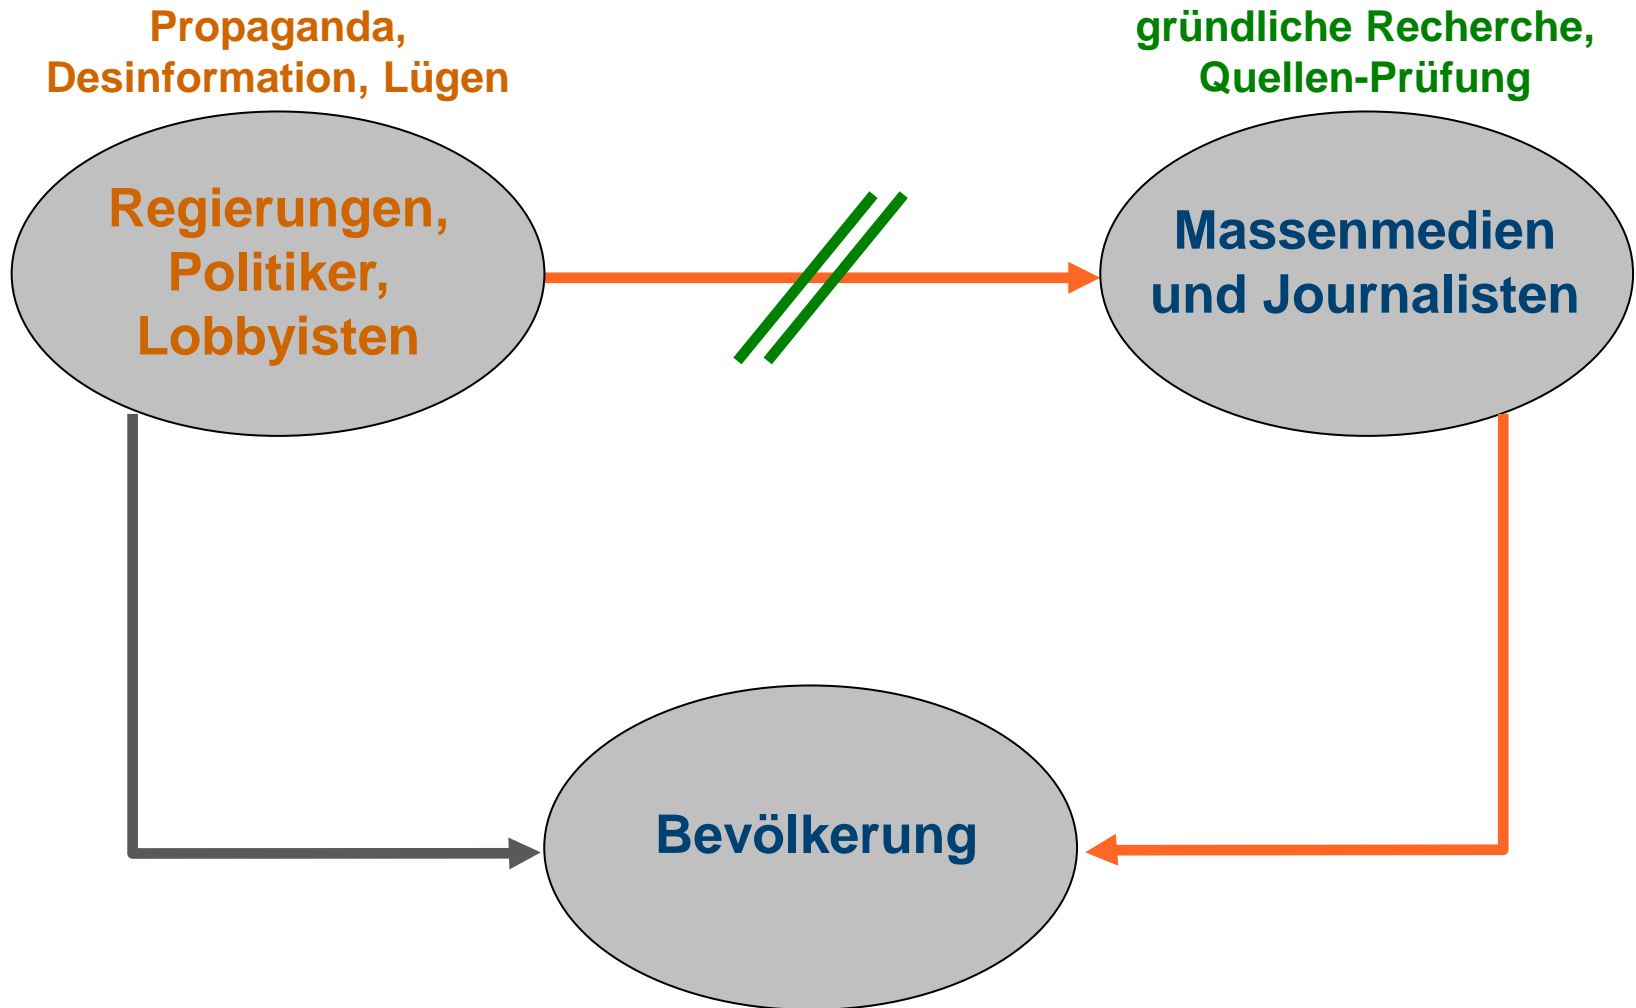 Propaganda,
Desinformation, Lügen
gründliche Recherche,
Quellen-Prüfung
Regierungen,
Politiker,
Lobbyisten
Massenmedien
und Journalisten
Bevölkerung